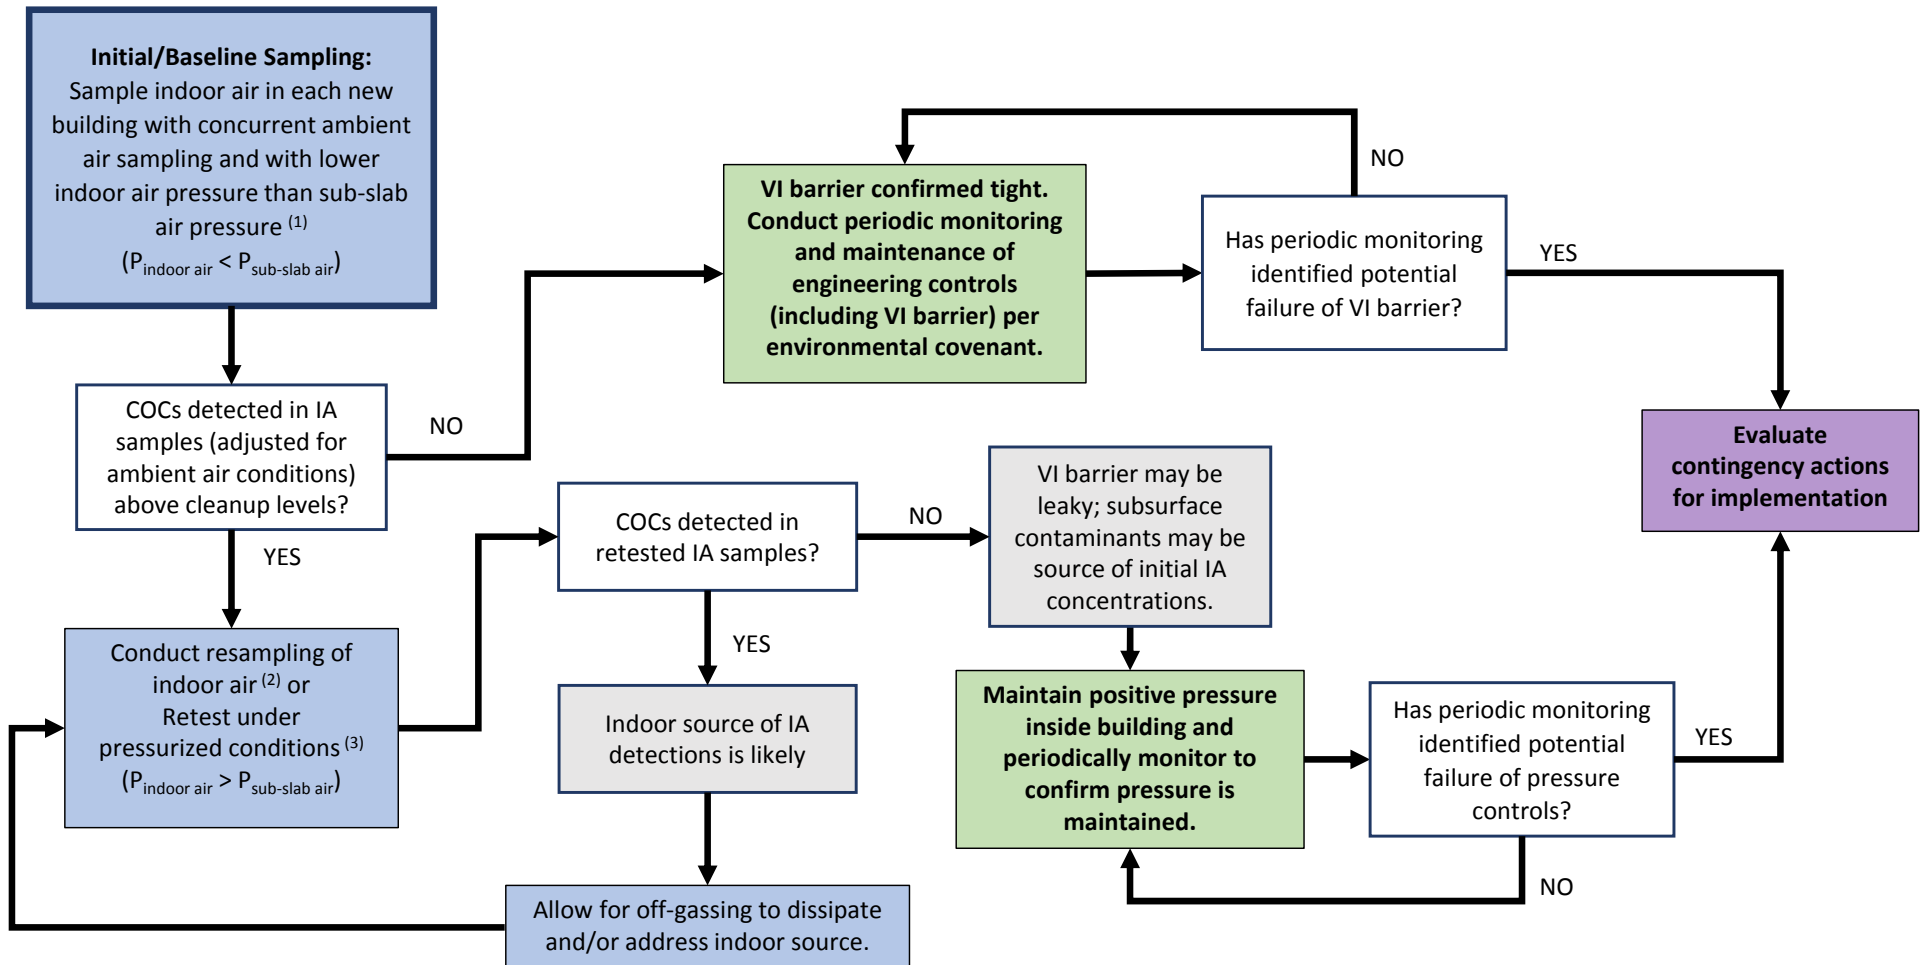 Initial/Baseline Sampling:
Sample indoor air in each new
building with concurrent ambient
air sampling and with lower
indoor air pressure than sub-slab
air pressure (1)
(Pindoor air < Psub-slab air)
COCs detected in IA
samples (adjusted for
ambient air conditions)
above cleanup levels?
NO
YES
VI barrier confirmed tight.
Conduct periodic monitoring
and maintenance of
engineering controls
(including VI barrier) per
environmental covenant.
Has periodic monitoring
identified potential
failure of VI barrier?
NO
YES
Evaluate
contingency actions
for implementation
Conduct resampling of
indoor air (2) or
Retest under
pressurized conditions (3)
(Pindoor air > Psub-slab air)
COCs detected in
retested IA samples?
NO
YES
VI barrier may be
leaky; subsurface
contaminants may be
source of initial IA
concentrations.
Indoor source of IA
detections is likely
Allow for off-gassing to dissipate
and/or address indoor source.
Maintain positive pressure
inside building and
periodically monitor to
confirm pressure is
maintained.
Has periodic monitoring
identified potential
failure of pressure
controls?
YES
NO